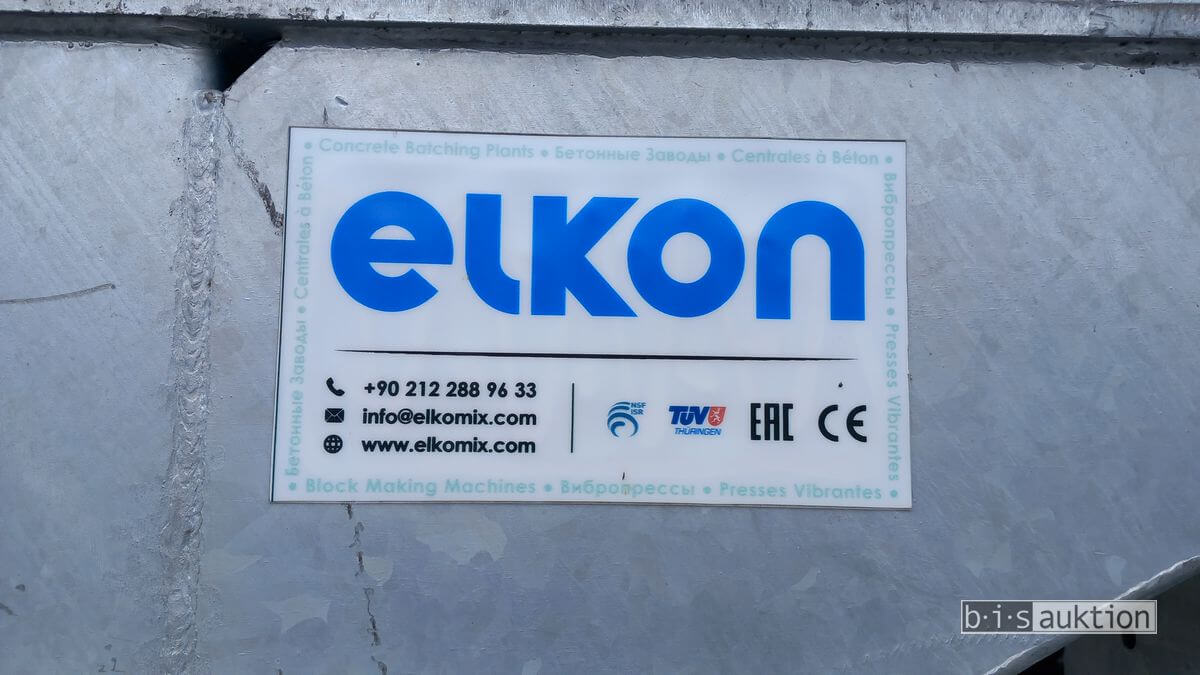 • Concrete Batching Plants • Бетонные Заводы • Centrales à Béton •
elkon
+90 212 288 96 33
info@elkomix.com
www.elkomix.com
NSF
ISR
TÜV
THÜRINGEN
EAC
CE
• Бетонные Заводы • Centrales à Béton
Вибропрессы • Presses Vibrantes •
• Block Making Machines • Вибропрессы • Presses Vibrantes •
b·i·s auktion